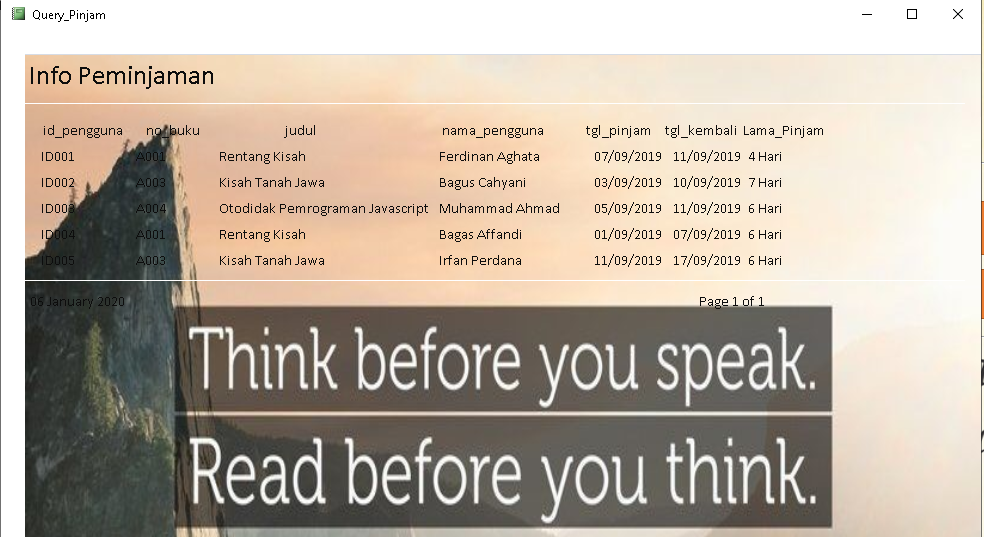 Query_Pinjam
Info Peminjaman
id_pengguna no_buku judul nama_pengguna tgl_pinjam tgl_kembali Lama_Pinjam
ID001 A001 Rentang Kisah Ferdinan Aghata 07/09/2019 11/09/2019 4 Hari
ID002 A003 Kisah Tanah Jawa Bagus Cahyani 03/09/2019 10/09/2019 7 Hari
ID003 A004 Otodidak Pemrograman Javascript Muhammad Ahmad 05/09/2019 11/09/2019 6 Hari
ID004 A001 Rentang Kisah Bagas Affandi 01/09/2019 07/09/2019 6 Hari
ID005 A003 Kisah Tanah Jawa Irfan Perdana 11/09/2019 17/09/2019 6 Hari
06 January 2020 Page 1 of 1
Think before you speak.
Read before you think.